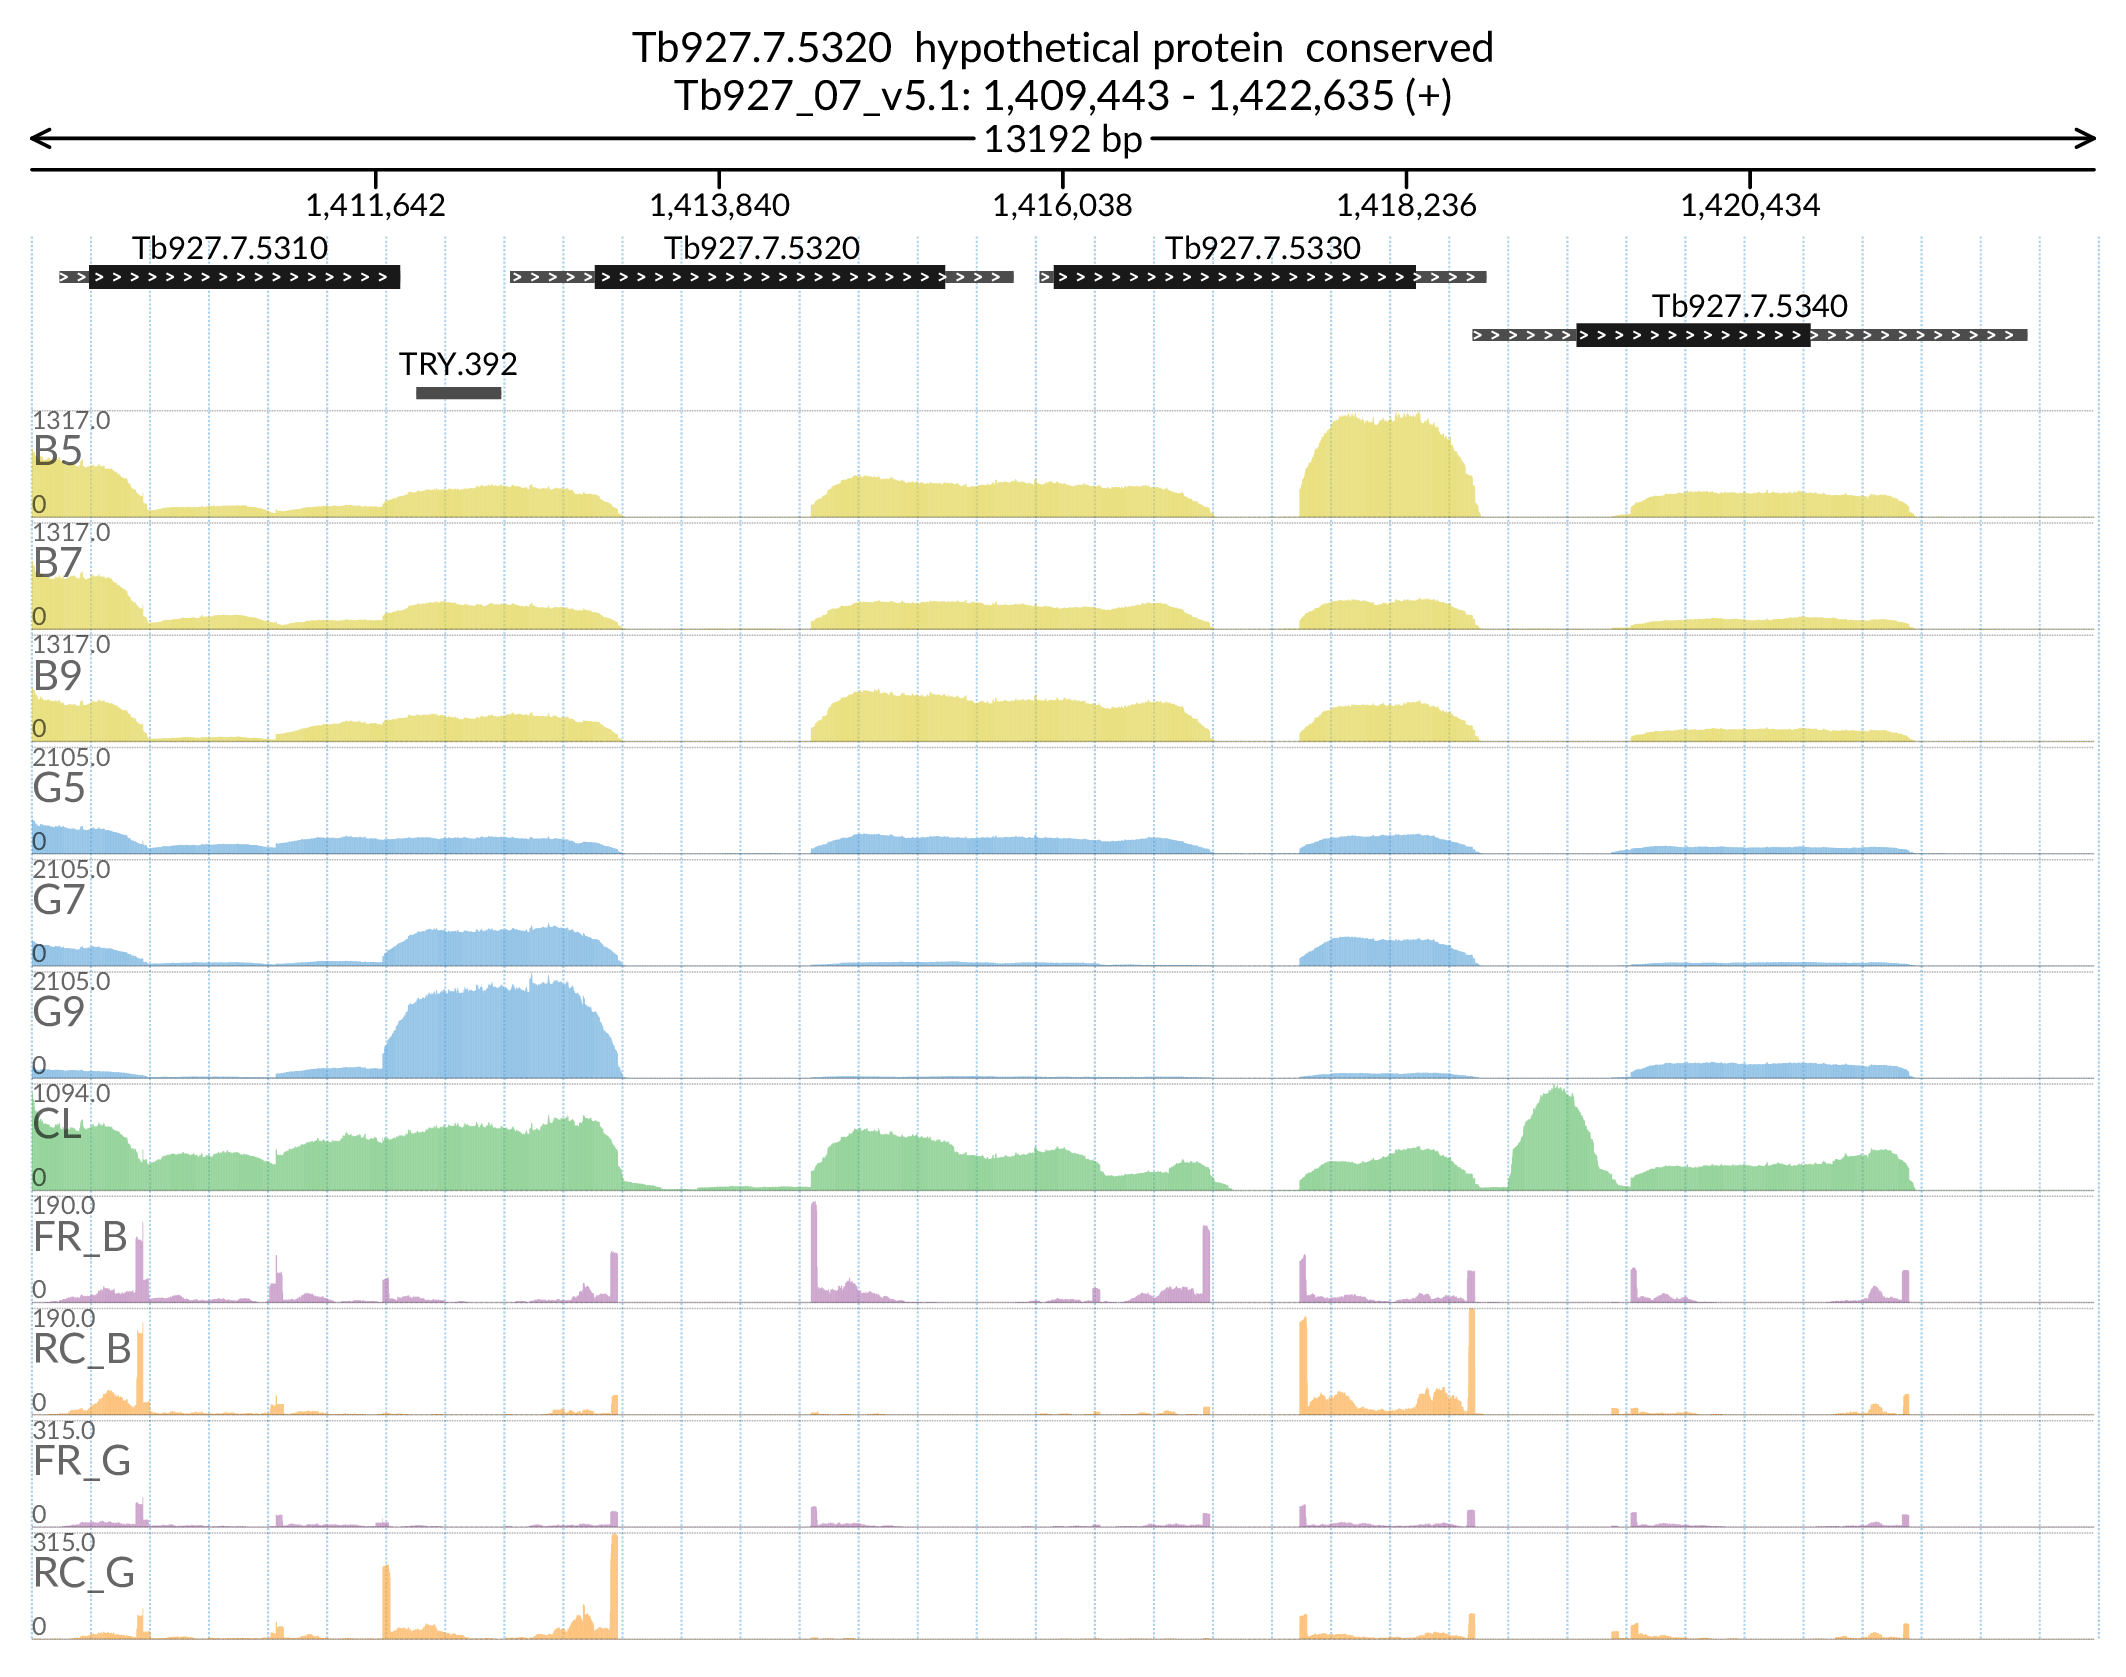 Tb927.7.5320  hypothetical protein  conserved
Tb927_07_v5.1: 1,409,443 - 1,422,635 (+)
13192 bp
1,411,642 1,413,840 1,416,038 1,418,236 1,420,434
Tb927.7.5310 Tb927.7.5320 Tb927.7.5330
Tb927.7.5340
TRY.392
1317.0
B5
0
1317.0
B7
0
1317.0
B9
0
2105.0
G5
0
2105.0
G7
0
2105.0
G9
0
1094.0
CL
0
190.0
FR_B
0
190.0
RC_B
0
315.0
FR_G
0
315.0
RC_G
0